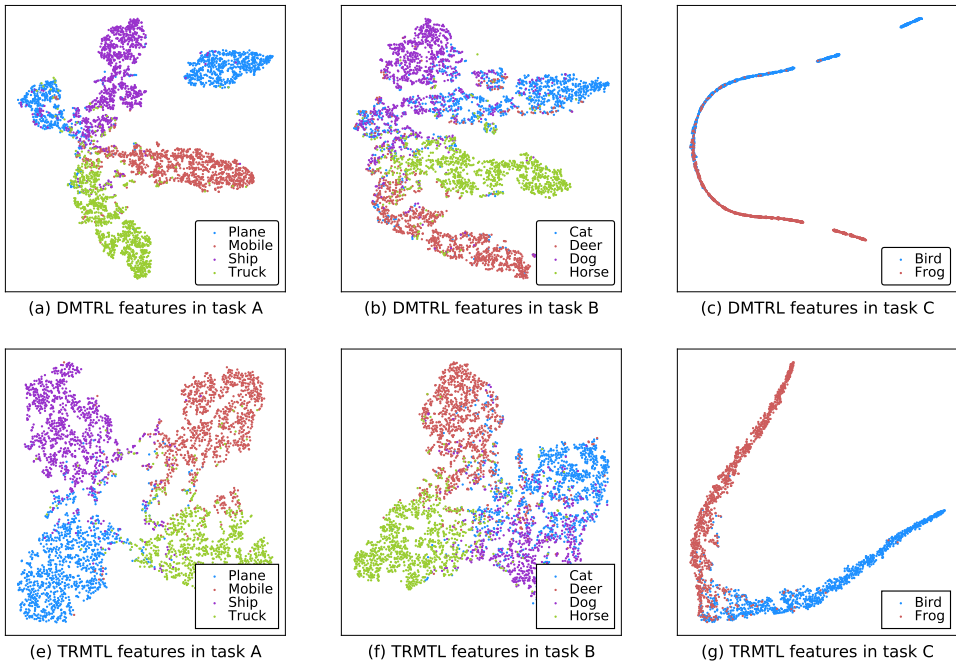 Plane
Mobile
Ship
Truck
(a) DMTRL features in task A
Cat
Deer
Dog
Horse
(b) DMTRL features in task B
Bird
Frog
(c) DMTRL features in task C
Plane
Mobile
Ship
Truck
(e) TRMTL features in task A
Cat
Deer
Dog
Horse
(f) TRMTL features in task B
Bird
Frog
(g) TRMTL features in task C